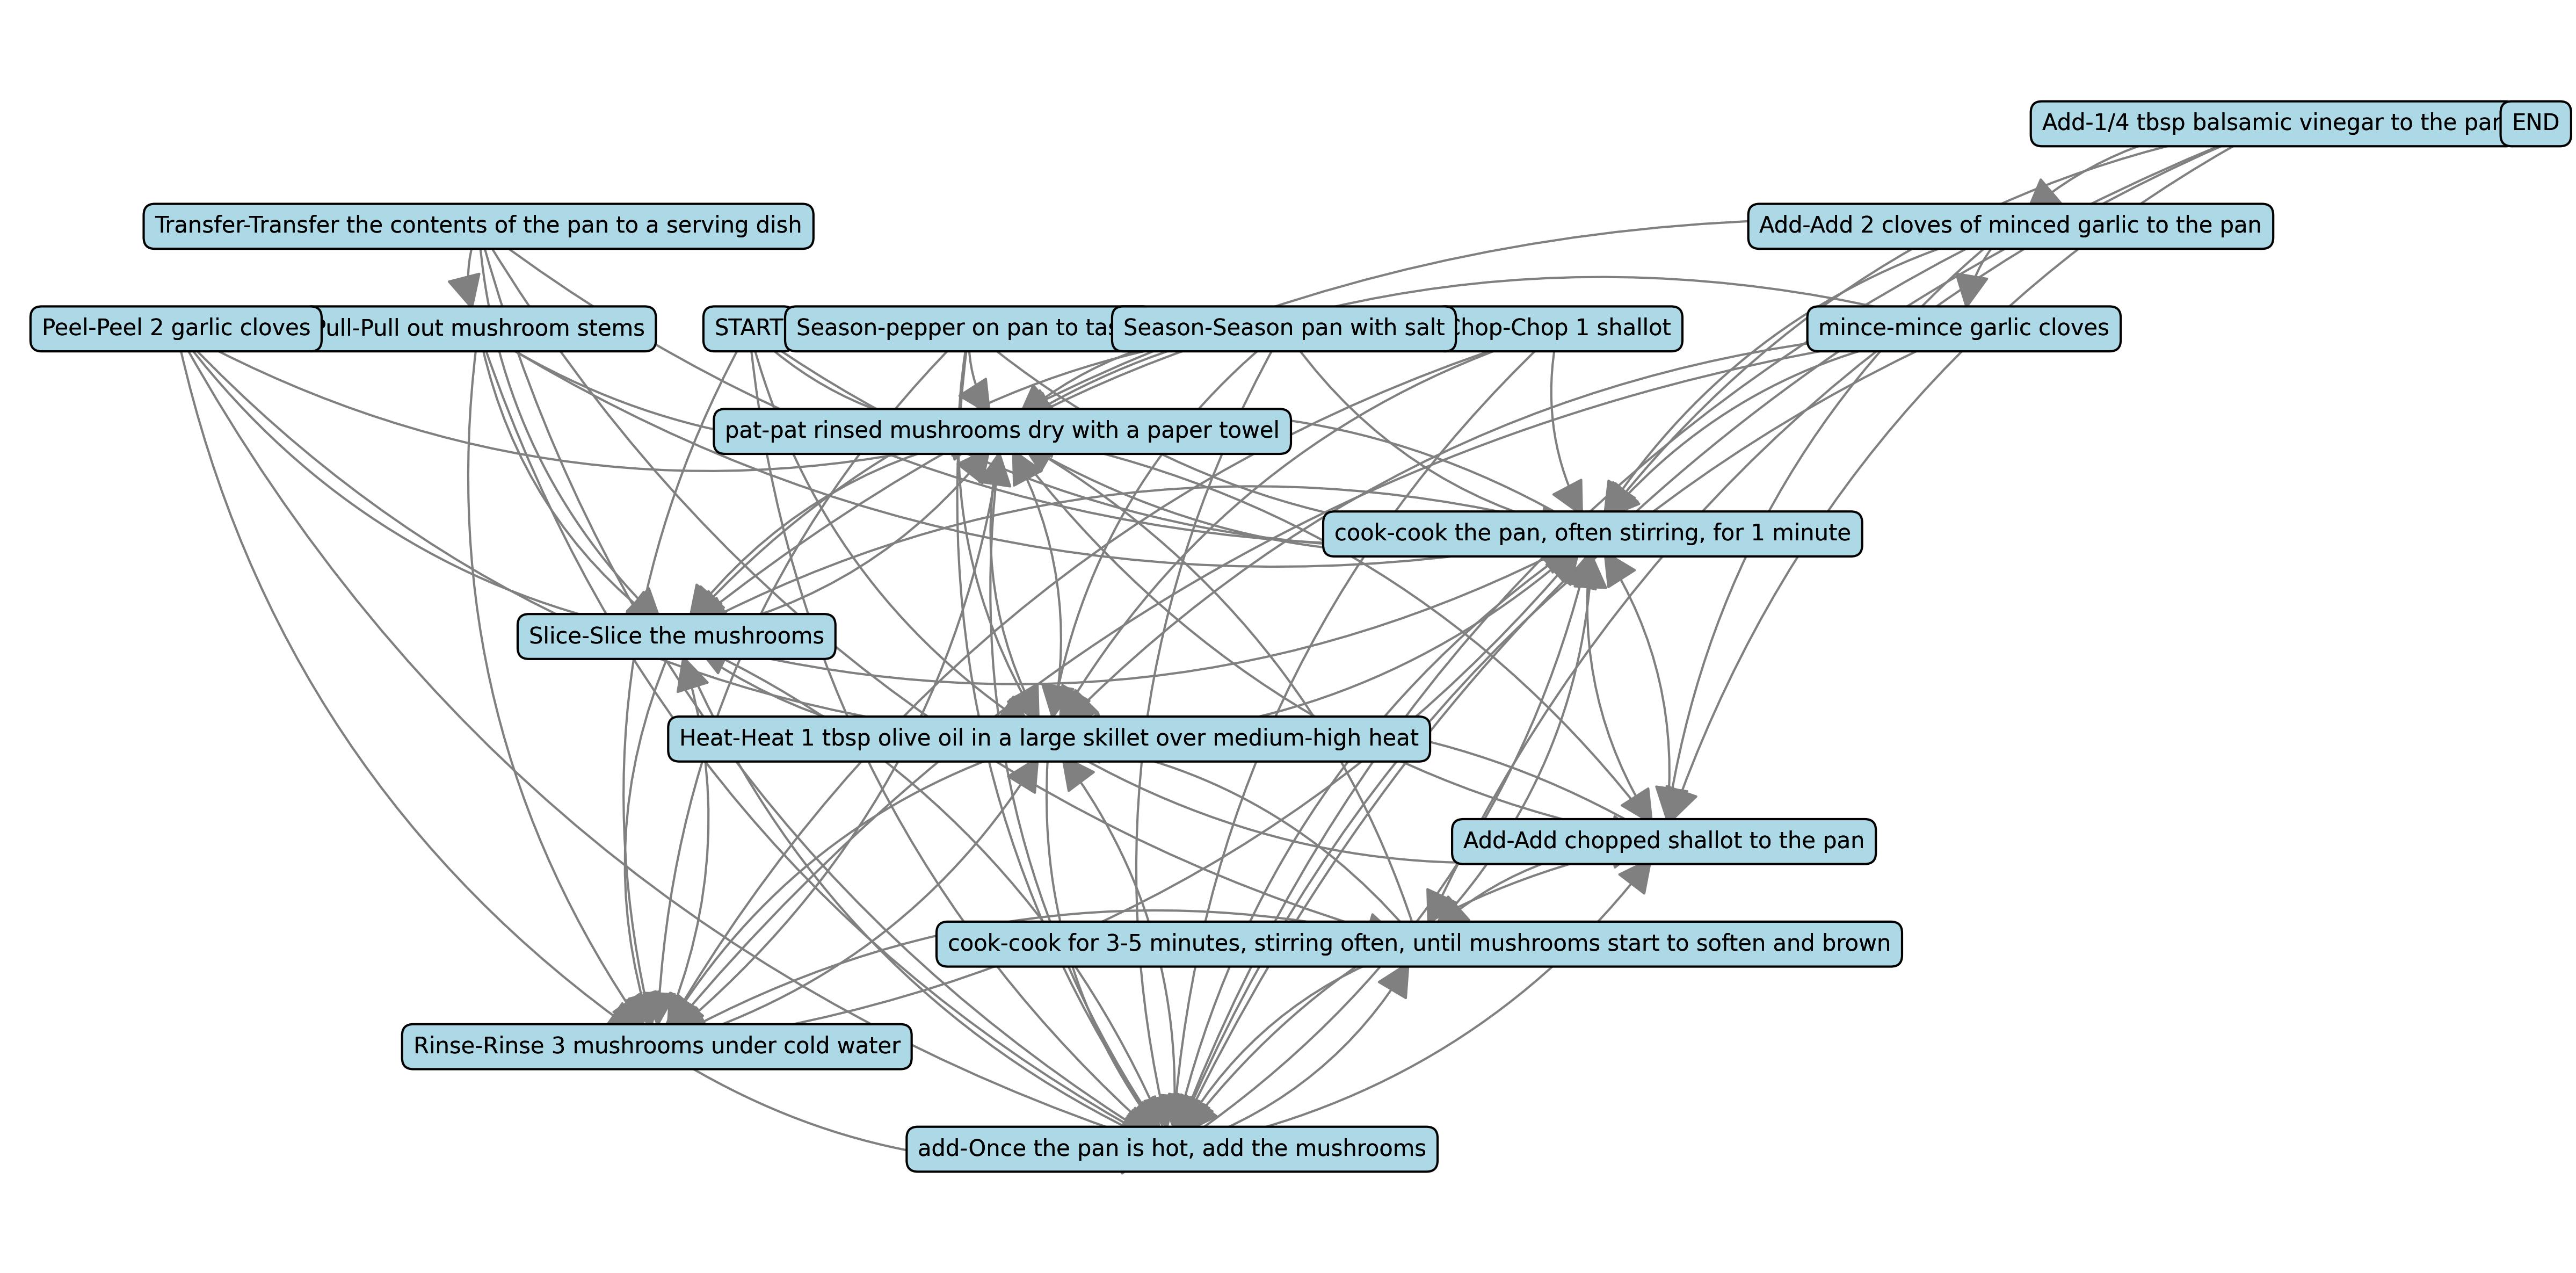 Add-1/4 tbsp balsamic vinegar to the pan
END
Transfer-Transfer the contents of the pan to a serving dish
Add-Add 2 cloves of minced garlic to the pan
Peel-Peel 2 garlic cloves
Pull-Pull out mushroom stems
START
Season-pepper on pan to tas
Season-Season pan with salt
Chop-Chop 1 shallot
mince-mince garlic cloves
pat-pat rinsed mushrooms dry with a paper towel
cook-cook the pan, often stirring, for 1 minute
Slice-Slice the mushrooms
Heat-Heat 1 tbsp olive oil in a large skillet over medium-high heat
Add-Add chopped shallot to the pan
cook-cook for 3-5 minutes, stirring often, until mushrooms start to soften and brown
Rinse-Rinse 3 mushrooms under cold water
add-Once the pan is hot, add the mushrooms